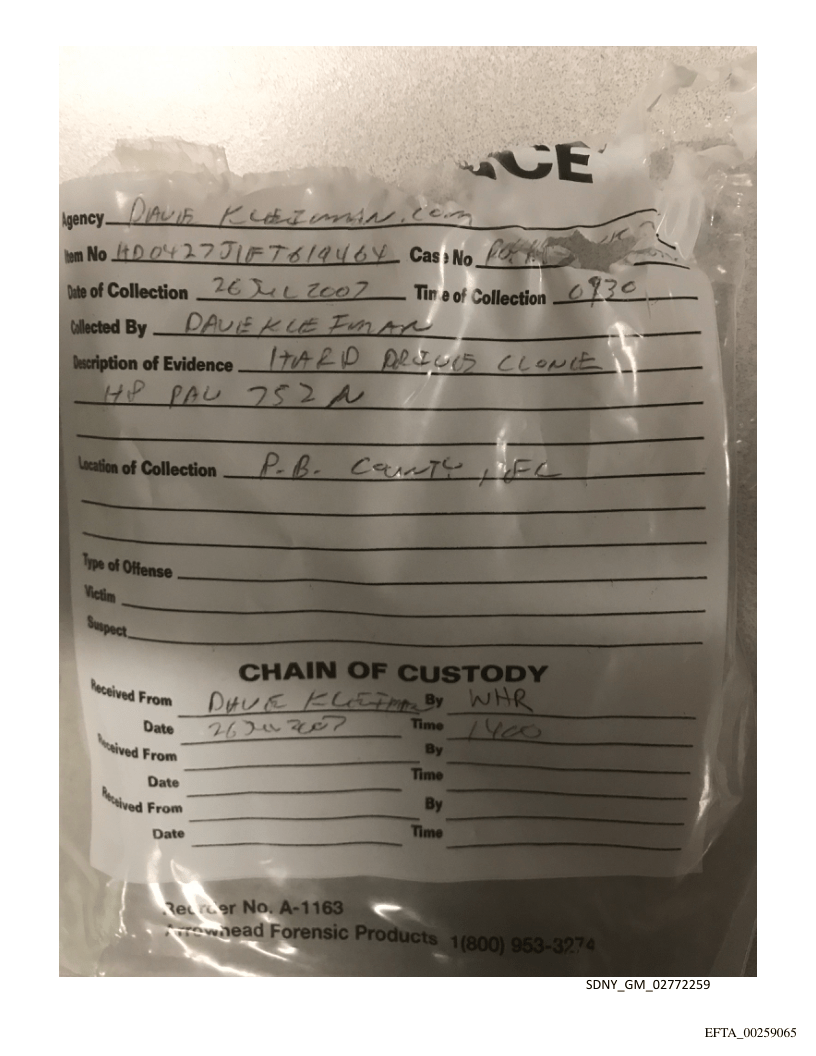 CE
Agency DAVE KLEIMAN.com
Item No HD0427J1FT619464 Case No
Date of Collection 26 JUL 2007 Time of Collection 0930
Collected By DAVE KLEIMAN
Description of Evidence HARD DRIVE CLONE
HP PAV 752N
Location of Collection P.B. COUNTY, FL
Type of Offense
Victim
Suspect
CHAIN OF CUSTODY
Received From DAVE KLEIMAN By WHR
Date 26 JUL 2007 Time 1400
Received From By
Date Time
Received From By
Date Time
Reorder No. A-1163
Arrowhead Forensic Products 1(800) 953-3274
SDNY_GM_02772259
EFTA_00259065